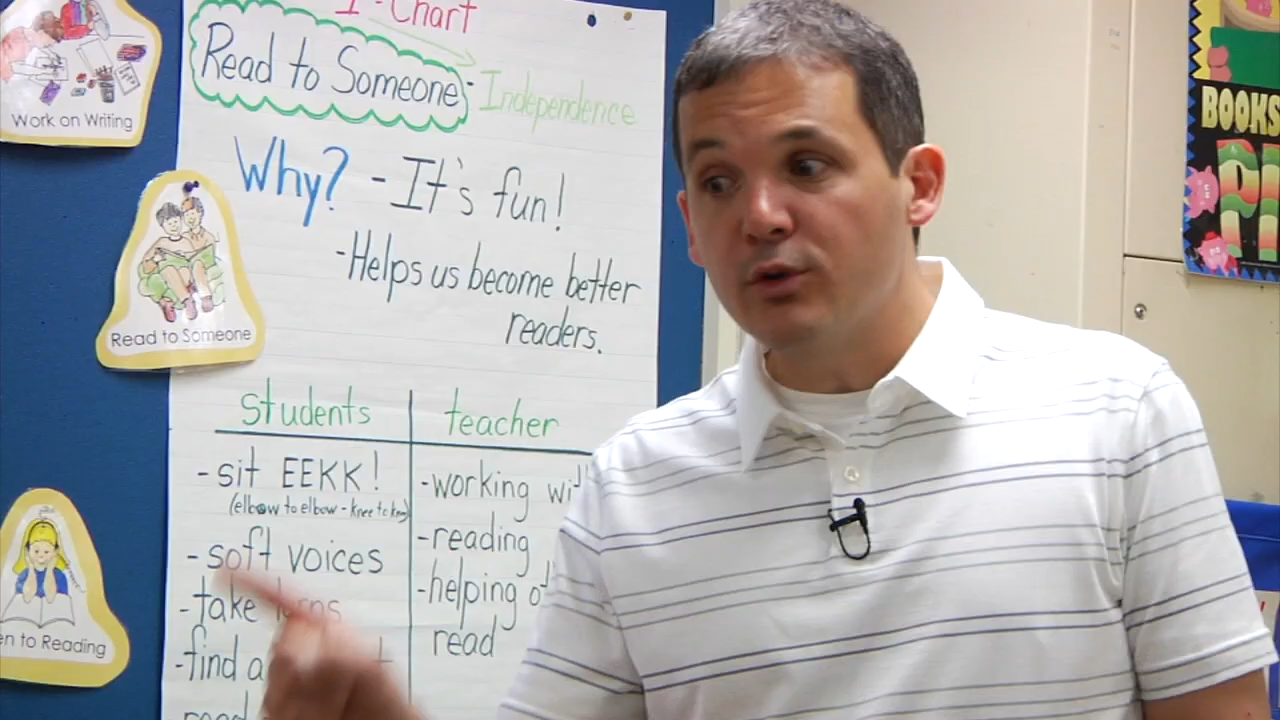 I-Chart
Read to Someone - Independence
Why? - It's fun!
- Helps us become better
readers.
students
- sit EEKK!
(elbow to elbow - knee to knee)
- soft voices
- take turns
- find a
read
teacher
- working
- reading
- helping
read
Work on Writing
Read to Someone
to Reading
BOOKS